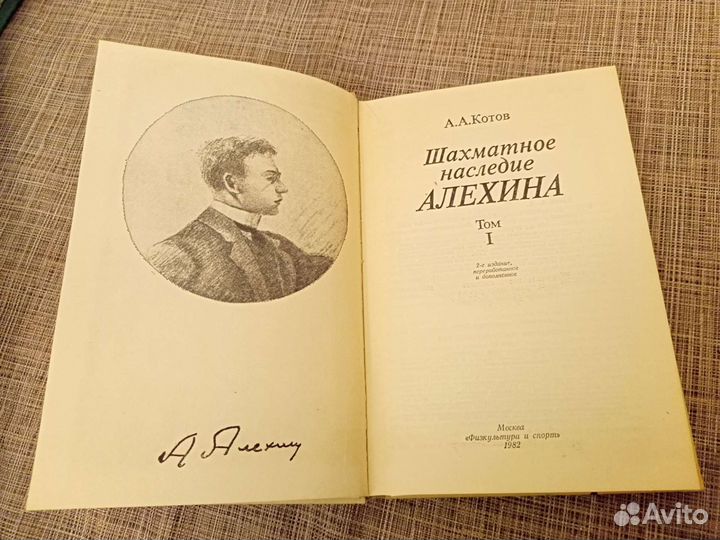 А. Алехин
А.А.Котов
Шахматное
наследие
АЛЕХИНА
Том
I
2-е издание,
переработанное
и дополненное
Москва
«Физкультура и спорт»
1982
Avito